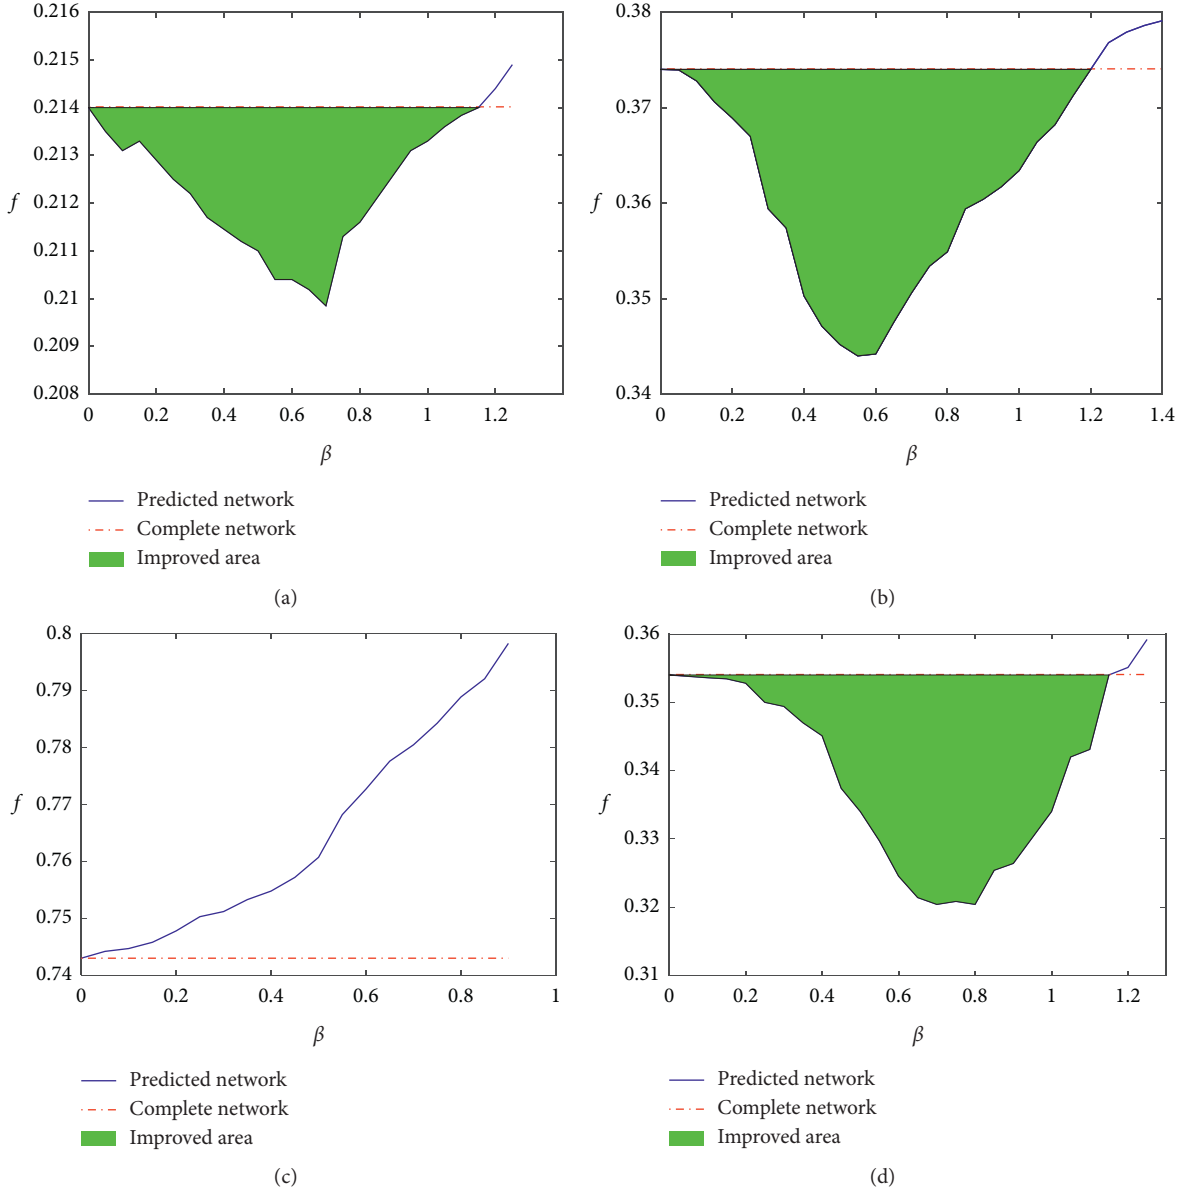 0.216
0.215
0.214
0.213
0.212
0.211
0.21
0.209
0.208
f
0 0.2 0.4 0.6 0.8 1 1.2
β
Predicted network
Complete network
Improved area
(a)
0.38
0.37
0.36
0.35
0.34
f
0 0.2 0.4 0.6 0.8 1 1.2 1.4
β
Predicted network
Complete network
Improved area
(b)
0.8
0.79
0.78
0.77
0.76
0.75
0.74
f
0 0.2 0.4 0.6 0.8 1
β
Predicted network
Complete network
Improved area
(c)
0.36
0.35
0.34
0.33
0.32
0.31
f
0 0.2 0.4 0.6 0.8 1 1.2
β
Predicted network
Complete network
Improved area
(d)